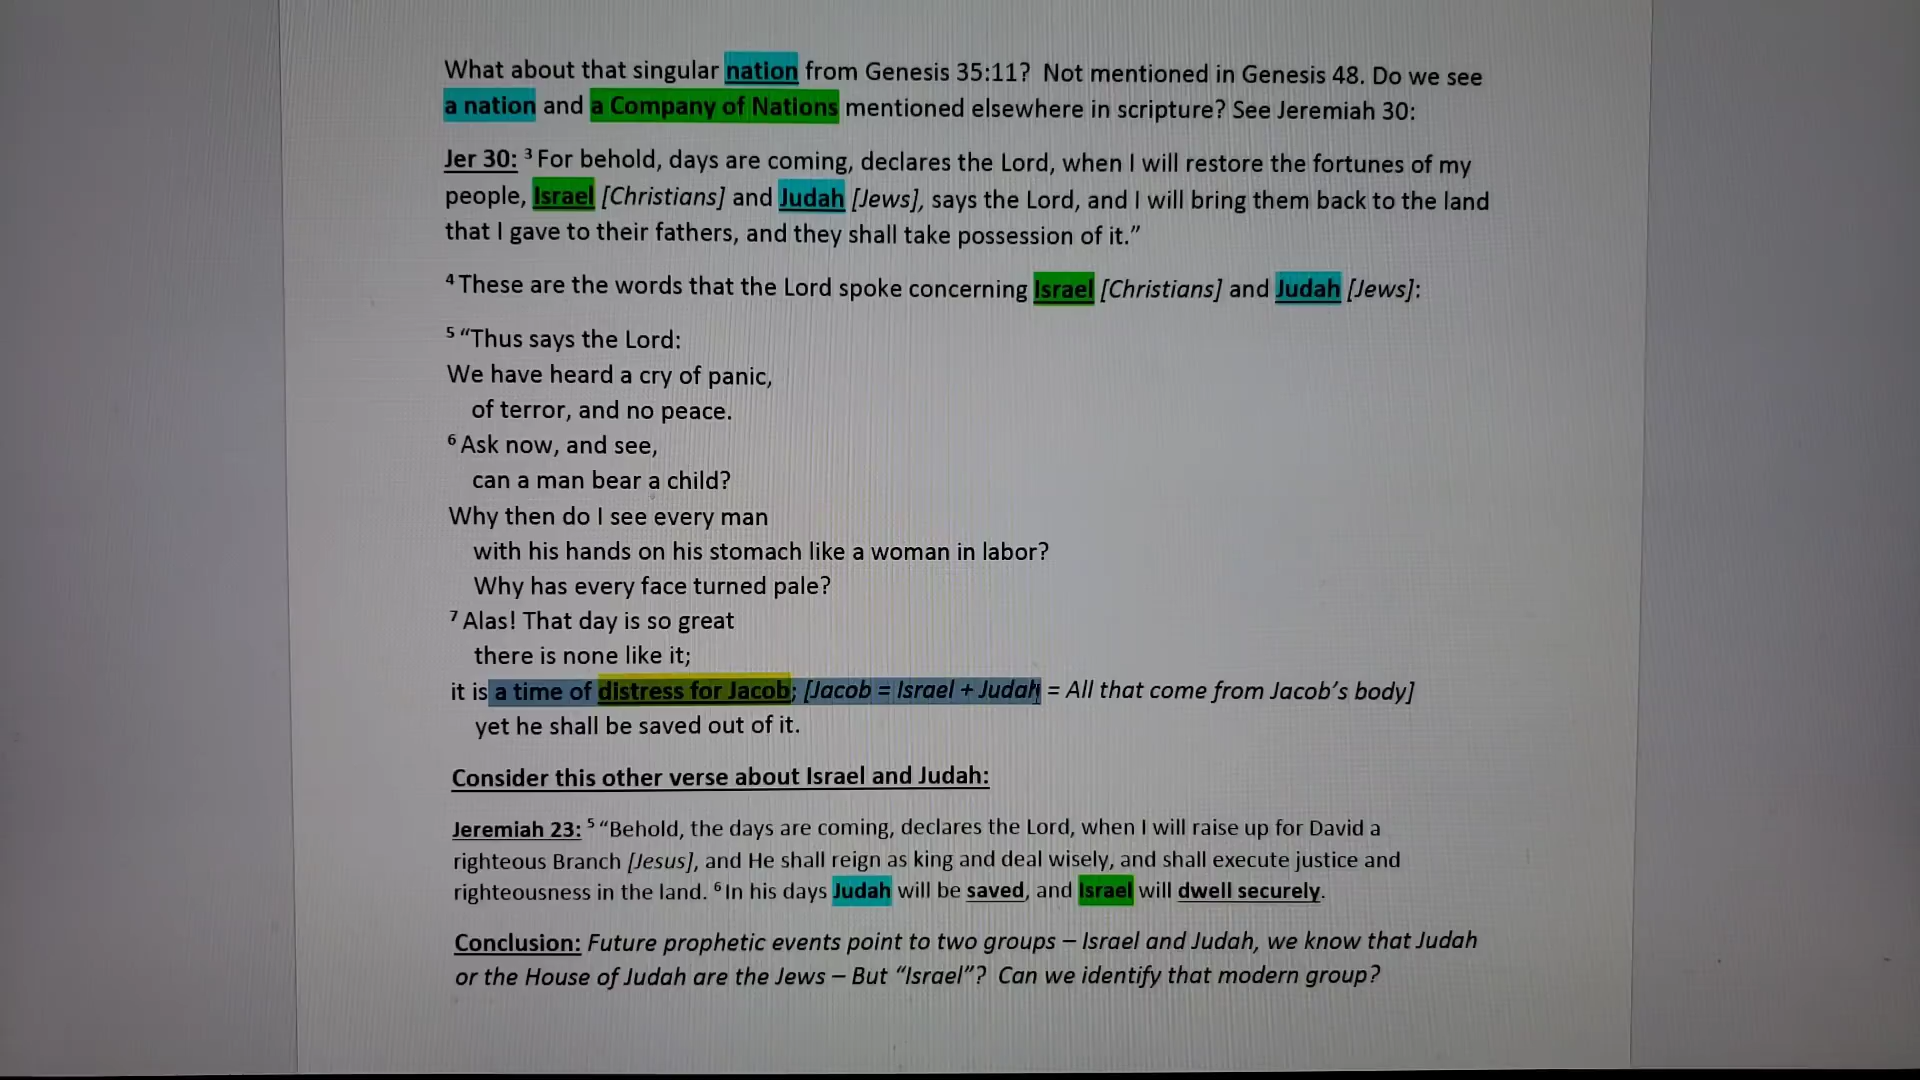 What about that singular nation from Genesis 35:11? Not mentioned in Genesis 48. Do we see
a nation and a Company of Nations mentioned elsewhere in scripture? See Jeremiah 30:
Jer 30: ³ For behold, days are coming, declares the Lord, when I will restore the fortunes of my
people, Israel [Christians] and Judah [Jews], says the Lord, and I will bring them back to the land
that I gave to their fathers, and they shall take possession of it.”
⁴ These are the words that the Lord spoke concerning Israel [Christians] and Judah [Jews]:
⁵ “Thus says the Lord:
We have heard a cry of panic,
of terror, and no peace.
⁶ Ask now, and see,
can a man bear a child?
Why then do I see every man
with his hands on his stomach like a woman in labor?
Why has every face turned pale?
⁷ Alas! That day is so great
there is none like it;
it is a time of distress for Jacob; [Jacob = Israel + Judah = All that come from Jacob’s body]
yet he shall be saved out of it.
Consider this other verse about Israel and Judah:
Jeremiah 23: ⁵ “Behold, the days are coming, declares the Lord, when I will raise up for David a
righteous Branch [Jesus], and He shall reign as king and deal wisely, and shall execute justice and
righteousness in the land. ⁶ In his days Judah will be saved, and Israel will dwell securely.
Conclusion: Future prophetic events point to two groups – Israel and Judah, we know that Judah
or the House of Judah are the Jews – But “Israel”? Can we identify that modern group?